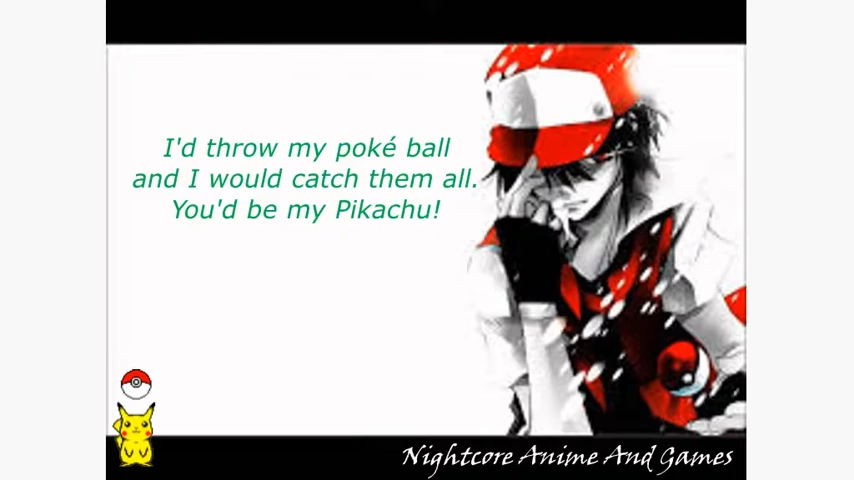 I'd throw my poké ball
and I would catch them all.
You'd be my Pikachu!
Nightcore Anime And Games